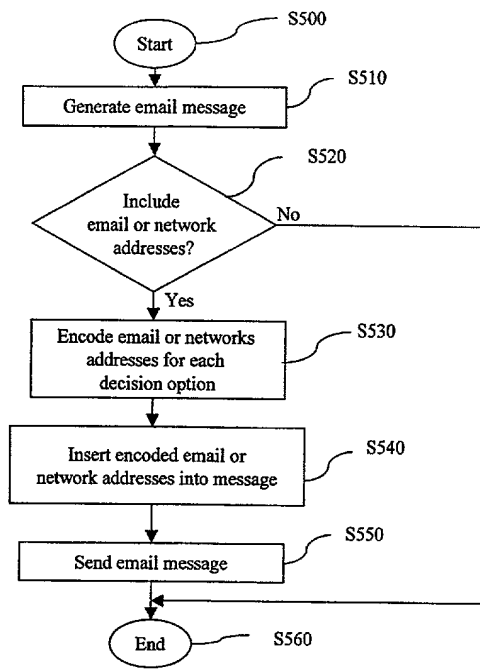 S500
Start
S510
Generate email message
S520
Include
email or network
addresses?
No
Yes
S530
Encode email or networks
addresses for each
decision option
S540
Insert encoded email or
network addresses into message
S550
Send email message
End
S560